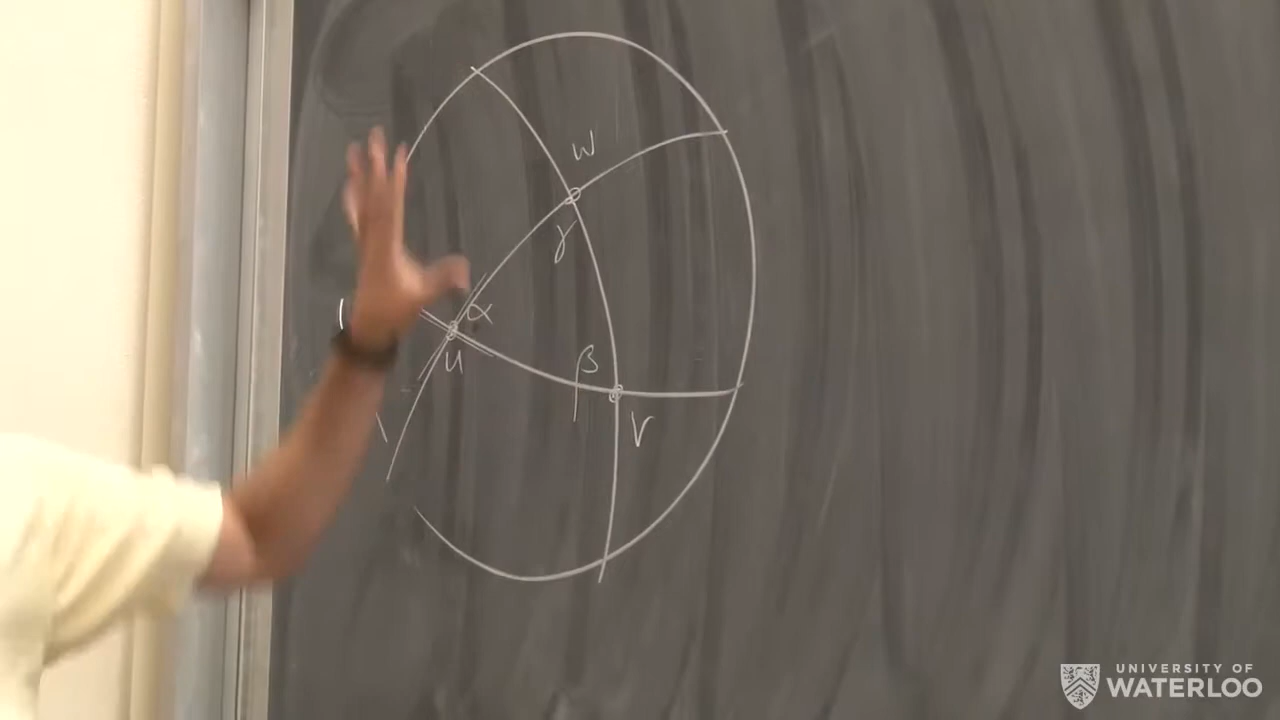 w
γ
α
u
β
v
UNIVERSITY OF
WATERLOO